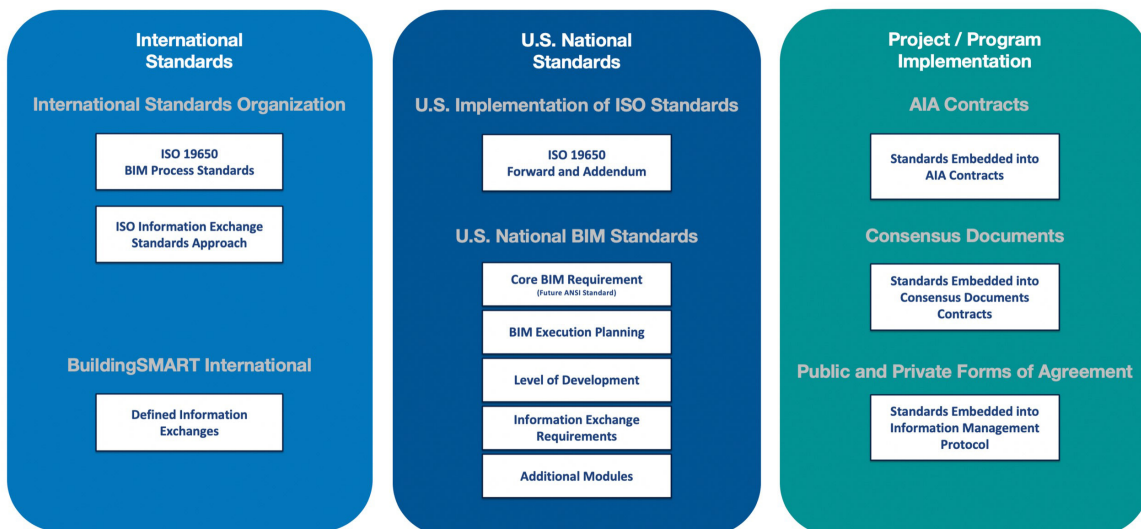 International
Standards
International Standards Organization
ISO 19650
BIM Process Standards
ISO Information Exchange
Standards Approach
BuildingSMART International
Defined Information
Exchanges
U.S. National
Standards
U.S. Implementation of ISO Standards
ISO 19650
Forward and Addendum
U.S. National BIM Standards
Core BIM Requirement
(Future ANSI Standard)
BIM Execution Planning
Level of Development
Information Exchange
Requirements
Additional Modules
Project / Program
Implementation
AIA Contracts
Standards Embedded into
AIA Contracts
Consensus Documents
Standards Embedded into
Consensus Documents
Contracts
Public and Private Forms of Agreement
Standards Embedded into
Information Management
Protocol